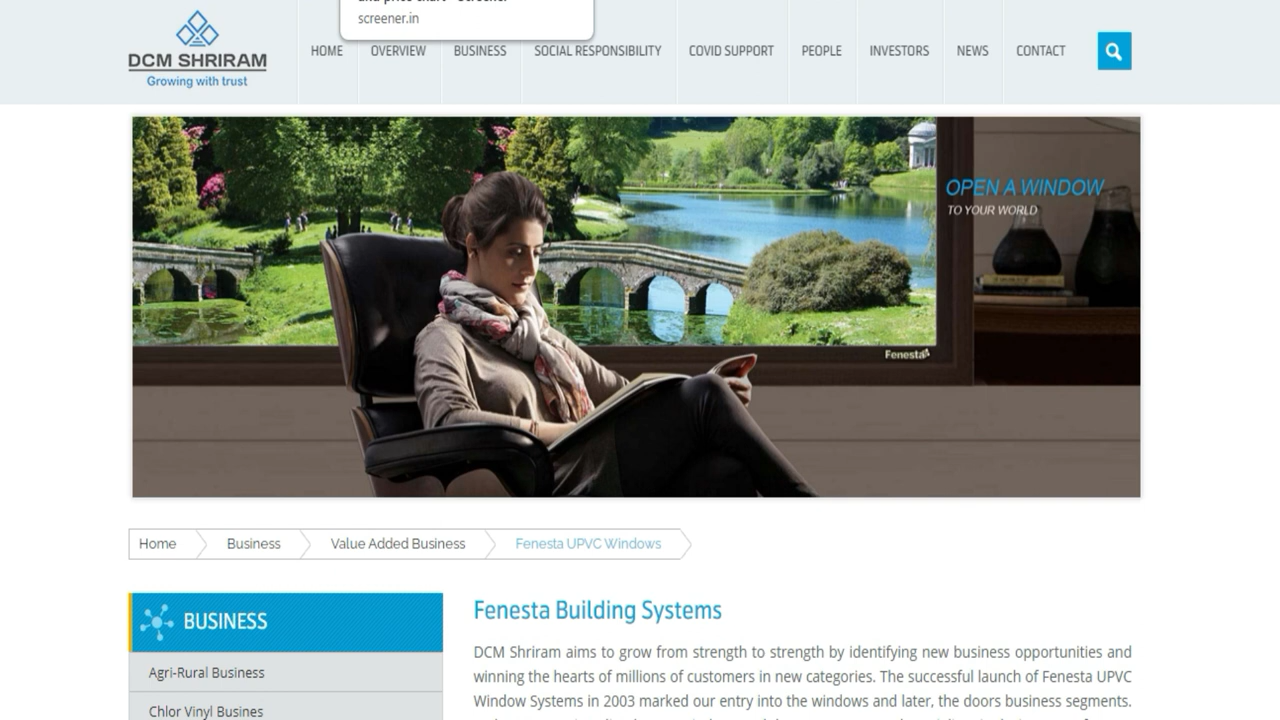 screener.in
DCM SHRIRAM
Growing with trust
HOME OVERVIEW BUSINESS SOCIAL RESPONSIBILITY COVID SUPPORT PEOPLE INVESTORS NEWS CONTACT
OPEN A WINDOW
TO YOUR WORLD
Fenesta
Home Business Value Added Business Fenesta UPVC Windows
BUSINESS
Agri-Rural Business
Chlor Vinyl Busines
Fenesta Building Systems
DCM Shriram aims to grow from strength to strength by identifying new business opportunities and
winning the hearts of millions of customers in new categories. The successful launch of Fenesta UPVC
Window Systems in 2003 marked our entry into the windows and later, the doors business segments.